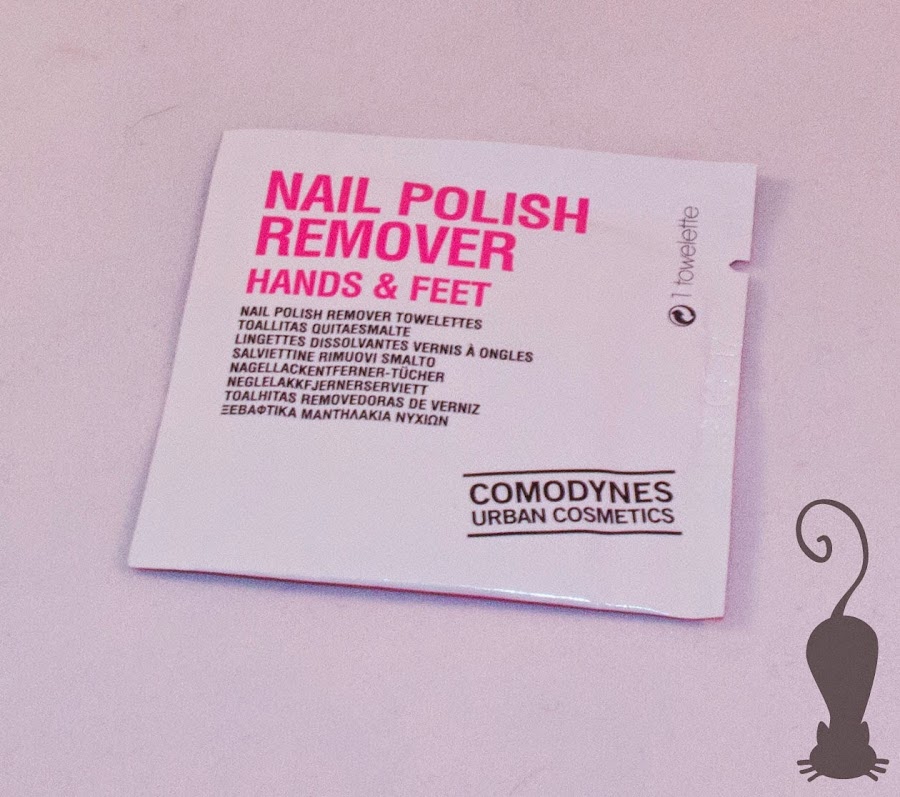 NAIL POLISH
REMOVER
HANDS & FEET
NAIL POLISH REMOVER TOWELETTES
TOALLITAS QUITAESMALTE
LINGETTES DISSOLVANTES VERNIS À ONGLES
SALVIETTINE RIMUOVI SMALTO
NAGELLACKENTFERNER-TÜCHER
NEGLELAKKFJERNERSERVIETT
TOALHITAS REMOVEDORAS DE VERNIZ
ΞΕΒΑΦΤΙΚΑ ΜΑΝΤΗΛΑΚΙΑ ΝΥΧΙΩΝ
1 towelette
COMODYNES
URBAN COSMETICS